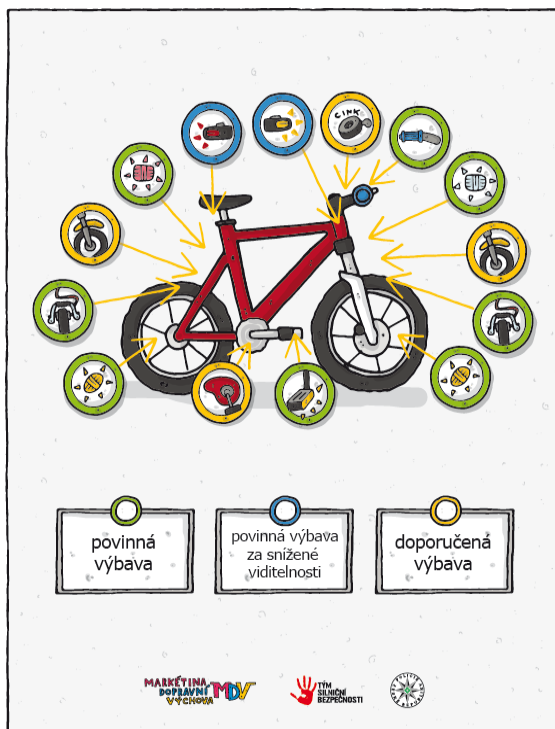 CINK
povinná
výbava
povinná výbava
za snížené
viditelnosti
doporučená
výbava
MARKÉTINA
DOPRAVNÍ
VÝCHOVA
MDV
TÝM
SILNIČNÍ
BEZPEČNOSTI